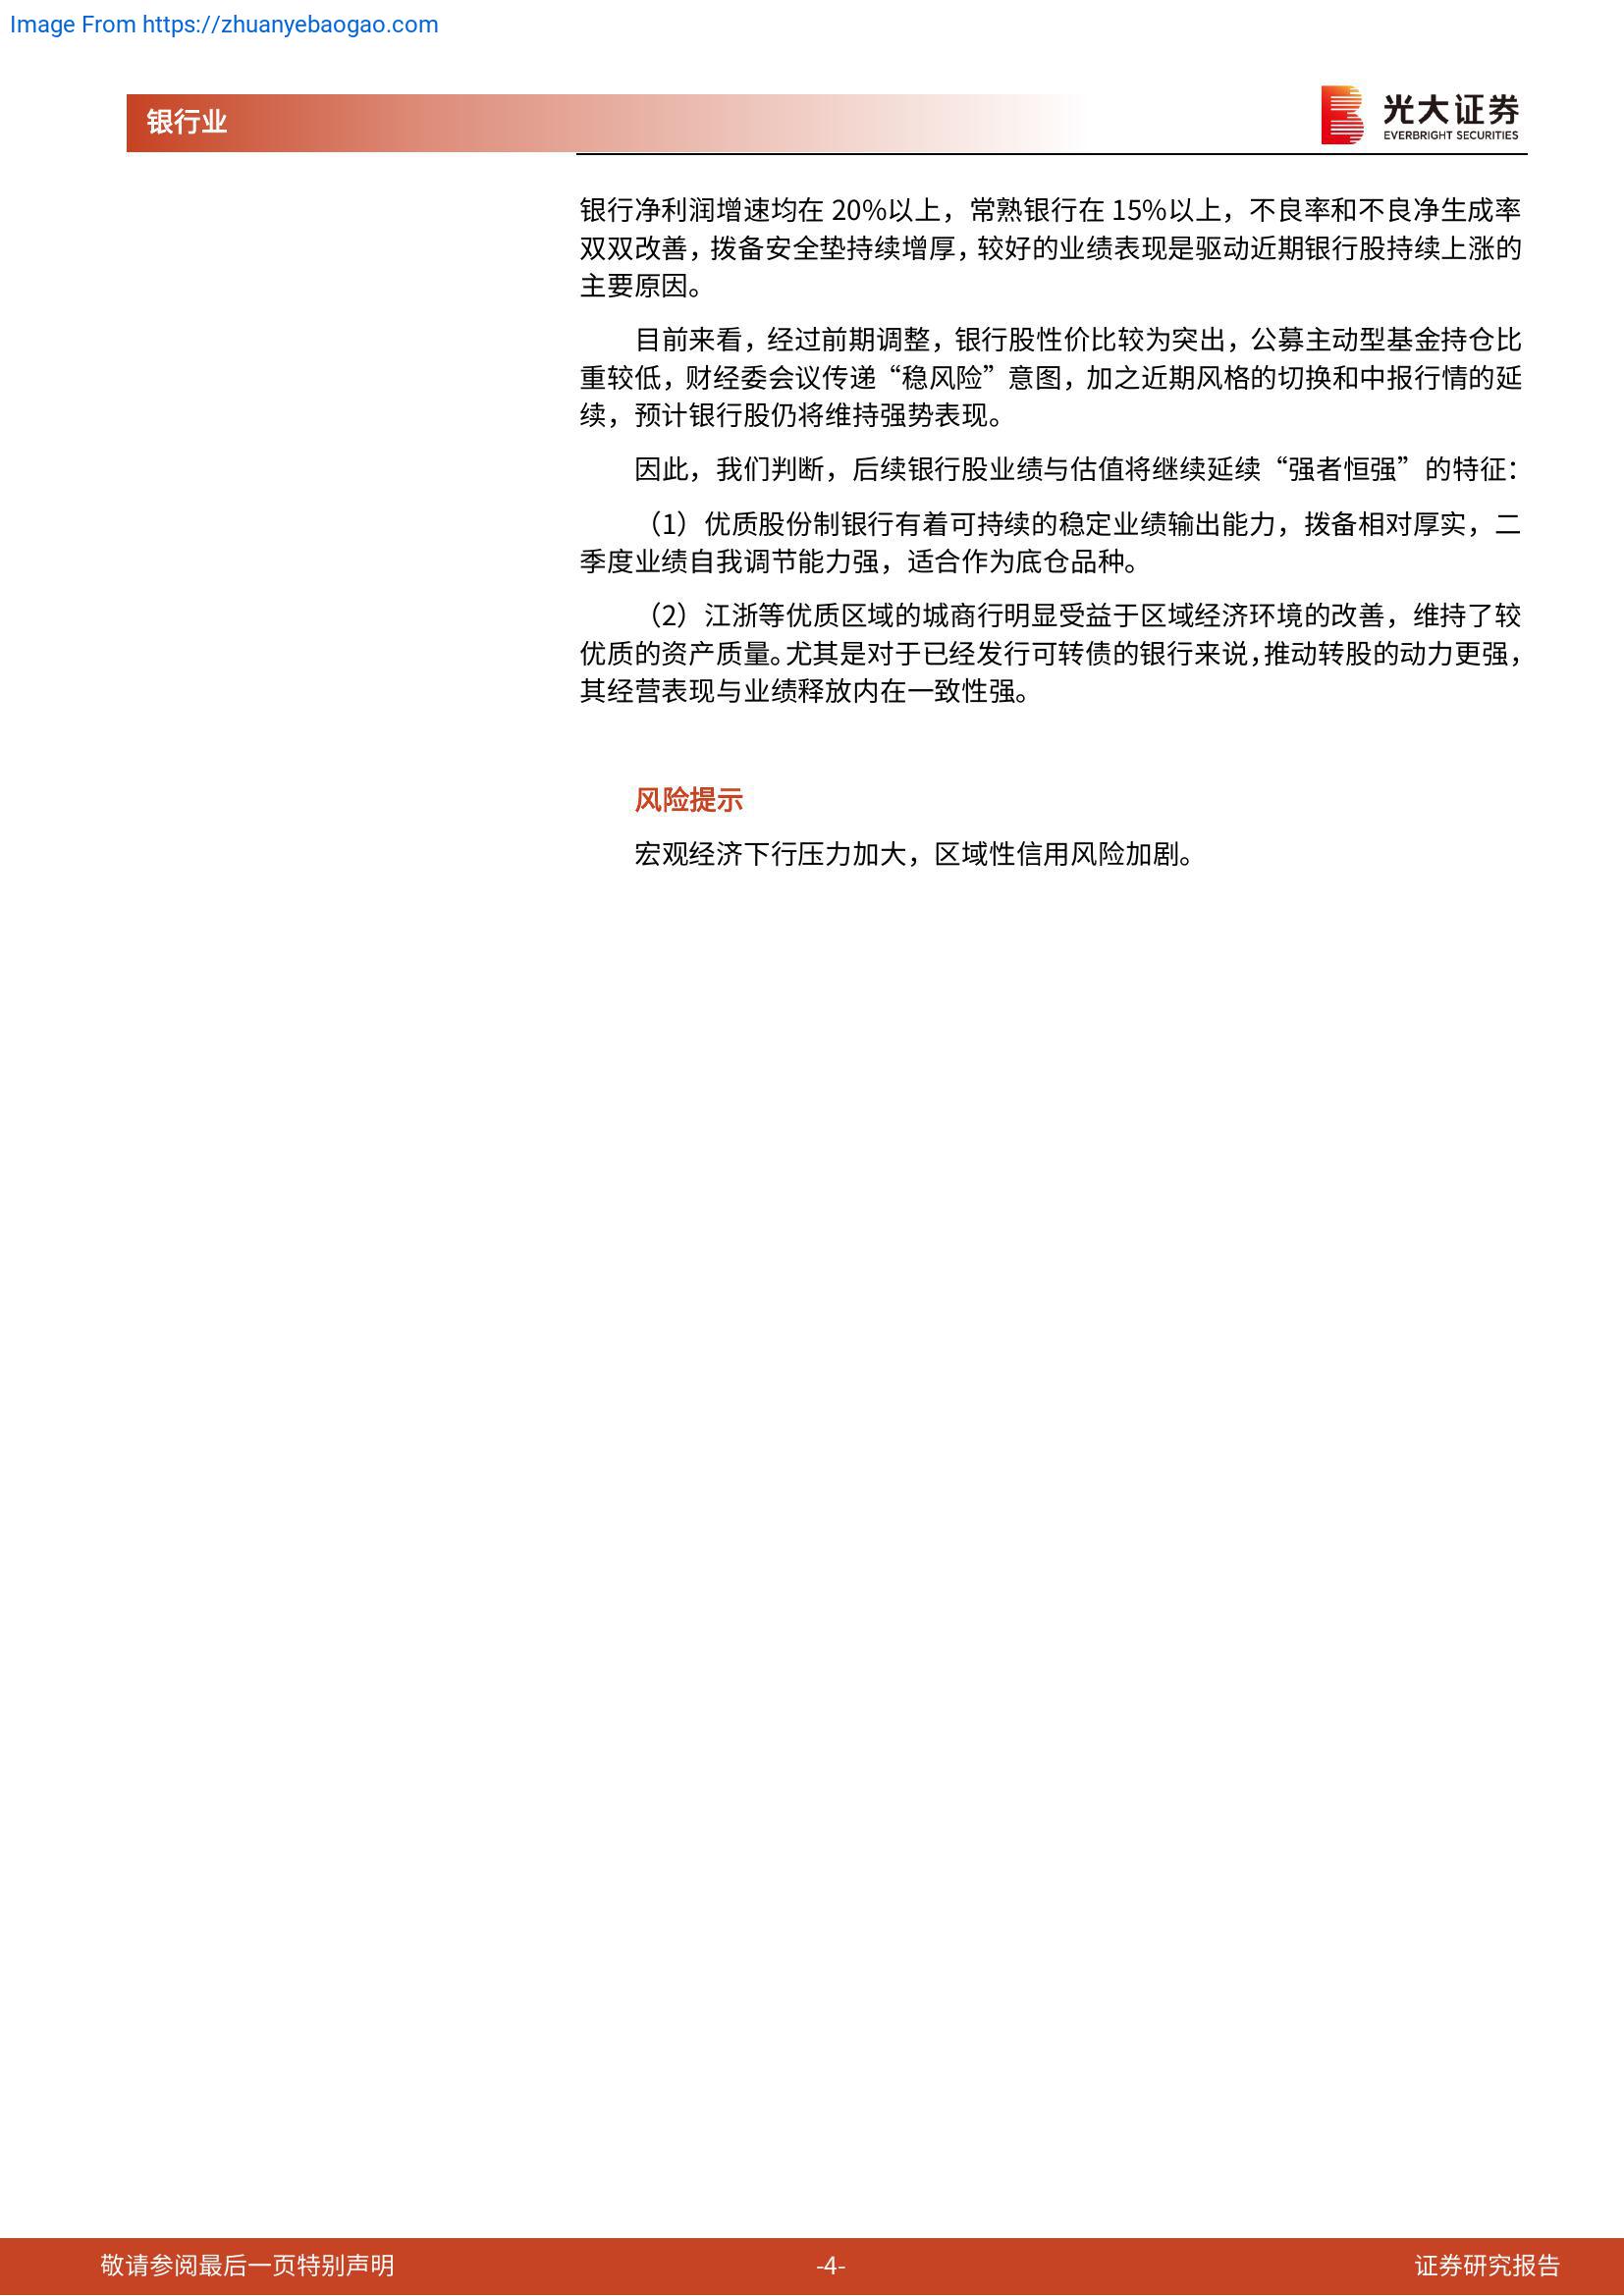 Image From https://zhuanyebaogao.com
银行业
光大证券
EVERBRIGHT SECURITIES
银行净利润增速均在 20%以上，常熟银行在 15%以上，不良率和不良净生成率
双双改善，拨备安全垫持续增厚，较好的业绩表现是驱动近期银行股持续上涨的
主要原因。
目前来看，经过前期调整，银行股性价比较为突出，公募主动型基金持仓比
重较低，财经委会议传递“稳风险”意图，加之近期风格的切换和中报行情的延
续，预计银行股仍将维持强势表现。
因此，我们判断，后续银行股业绩与估值将继续延续“强者恒强”的特征：
（1）优质股份制银行有着可持续的稳定业绩输出能力，拨备相对厚实，二
季度业绩自我调节能力强，适合作为底仓品种。
（2）江浙等优质区域的城商行明显受益于区域经济环境的改善，维持了较
优质的资产质量。尤其是对于已经发行可转债的银行来说，推动转股的动力更强，
其经营表现与业绩释放内在一致性强。
风险提示
宏观经济下行压力加大，区域性信用风险加剧。
敬请参阅最后一页特别声明
-4-
证券研究报告